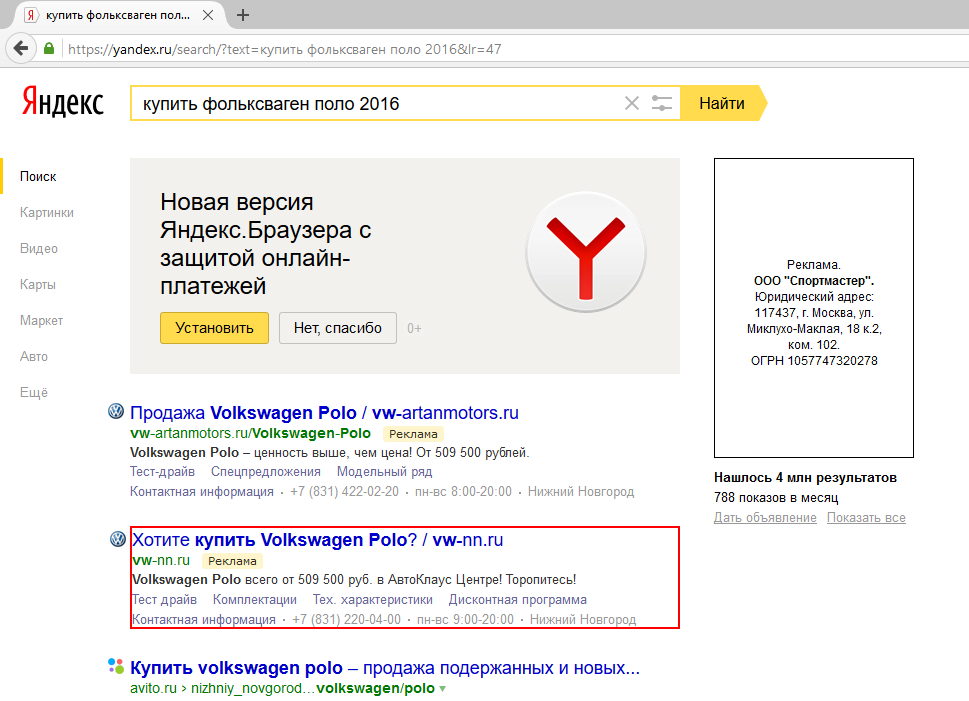 купить фольксваген пол...
https://yandex.ru/search/?text=купить фольксваген поло 2016&lr=47
Яндекс
купить фольксваген поло 2016
Найти
Поиск
Картинки
Видео
Карты
Маркет
Авто
Ещё
Новая версия
Яндекс.Браузера с
защитой онлайн-
платежей
Установить
Нет, спасибо
0+
Продажа Volkswagen Polo / vw-artanmotors.ru
vw-artanmotors.ru/Volkswagen-Polo Реклама
Volkswagen Polo – ценность выше, чем цена! От 509 500 рублей.
Тест-драйв Спецпредложения Модельный ряд
Контактная информация · +7 (831) 422-02-20 · пн-вс 8:00-20:00 · Нижний Новгород
Хотите купить Volkswagen Polo? / vw-nn.ru
vw-nn.ru Реклама
Volkswagen Polo всего от 509 500 руб. в АвтоКлаус Центре! Торопитесь!
Тест драйв Комплектации Тех. характеристики Дисконтная программа
Контактная информация · +7 (831) 220-04-00 · пн-вс 9:00-20:00 · Нижний Новгород
Купить volkswagen polo – продажа подержанных и новых...
avito.ru › nizhniy_novgorod...volkswagen/polo
Реклама.
ООО "Спортмастер".
Юридический адрес:
117437, г. Москва, ул.
Миклухо-Маклая, 18 к.2,
ком. 102.
ОГРН 1057747320278
Нашлось 4 млн результатов
788 показов в месяц
Дать объявление Показать все